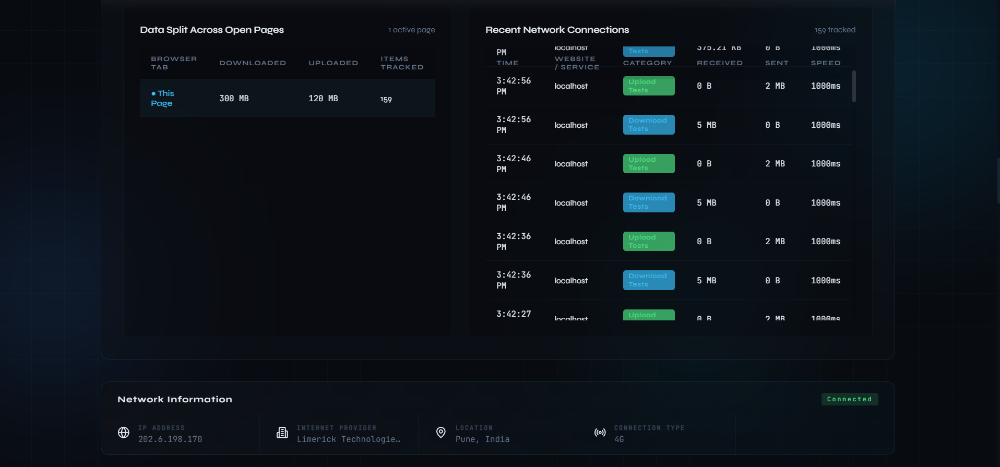 Data Split Across Open Pages
1 active page
BROWSER TAB
DOWNLOADED
UPLOADED
ITEMS TRACKED
● This Page
300 MB
120 MB
159
Recent Network Connections
159 tracked
PM
localhost
Tests
375.21 KB
0 B
1000ms
TIME
WEBSITE / SERVICE
CATEGORY
RECEIVED
SENT
SPEED
3:42:56 PM
localhost
Upload Tests
0 B
2 MB
1000ms
3:42:56 PM
localhost
Download Tests
5 MB
0 B
1000ms
3:42:46 PM
localhost
Upload Tests
0 B
2 MB
1000ms
3:42:46 PM
localhost
Download Tests
5 MB
0 B
1000ms
3:42:36 PM
localhost
Upload Tests
0 B
2 MB
1000ms
3:42:36 PM
localhost
Download Tests
5 MB
0 B
1000ms
3:42:27
localhost
Upload
0 B
2 MB
1000ms
Network Information
Connected
IP ADDRESS
202.6.198.170
INTERNET PROVIDER
Limerick Technologie…
LOCATION
Pune, India
CONNECTION TYPE
4G